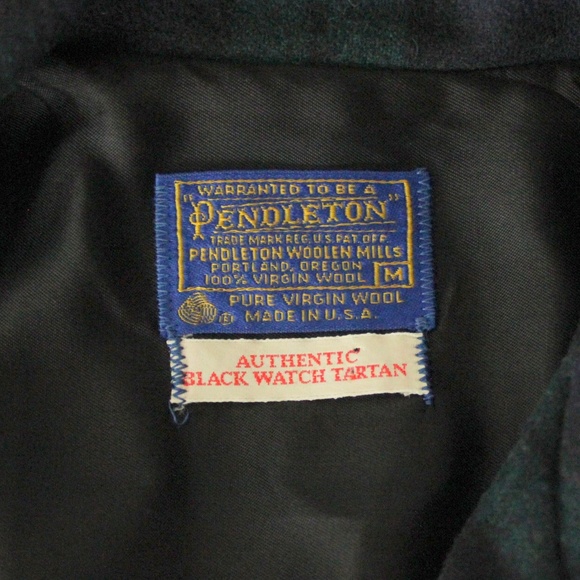 WARRANTED TO BE A
"PENDLETON"
TRADE MARK REG. U.S. PAT. OFF.
PENDLETON WOOLEN MILLS
PORTLAND, OREGON
100% VIRGIN WOOL M
PURE VIRGIN WOOL
® MADE IN U.S.A.
AUTHENTIC
BLACK WATCH TARTAN